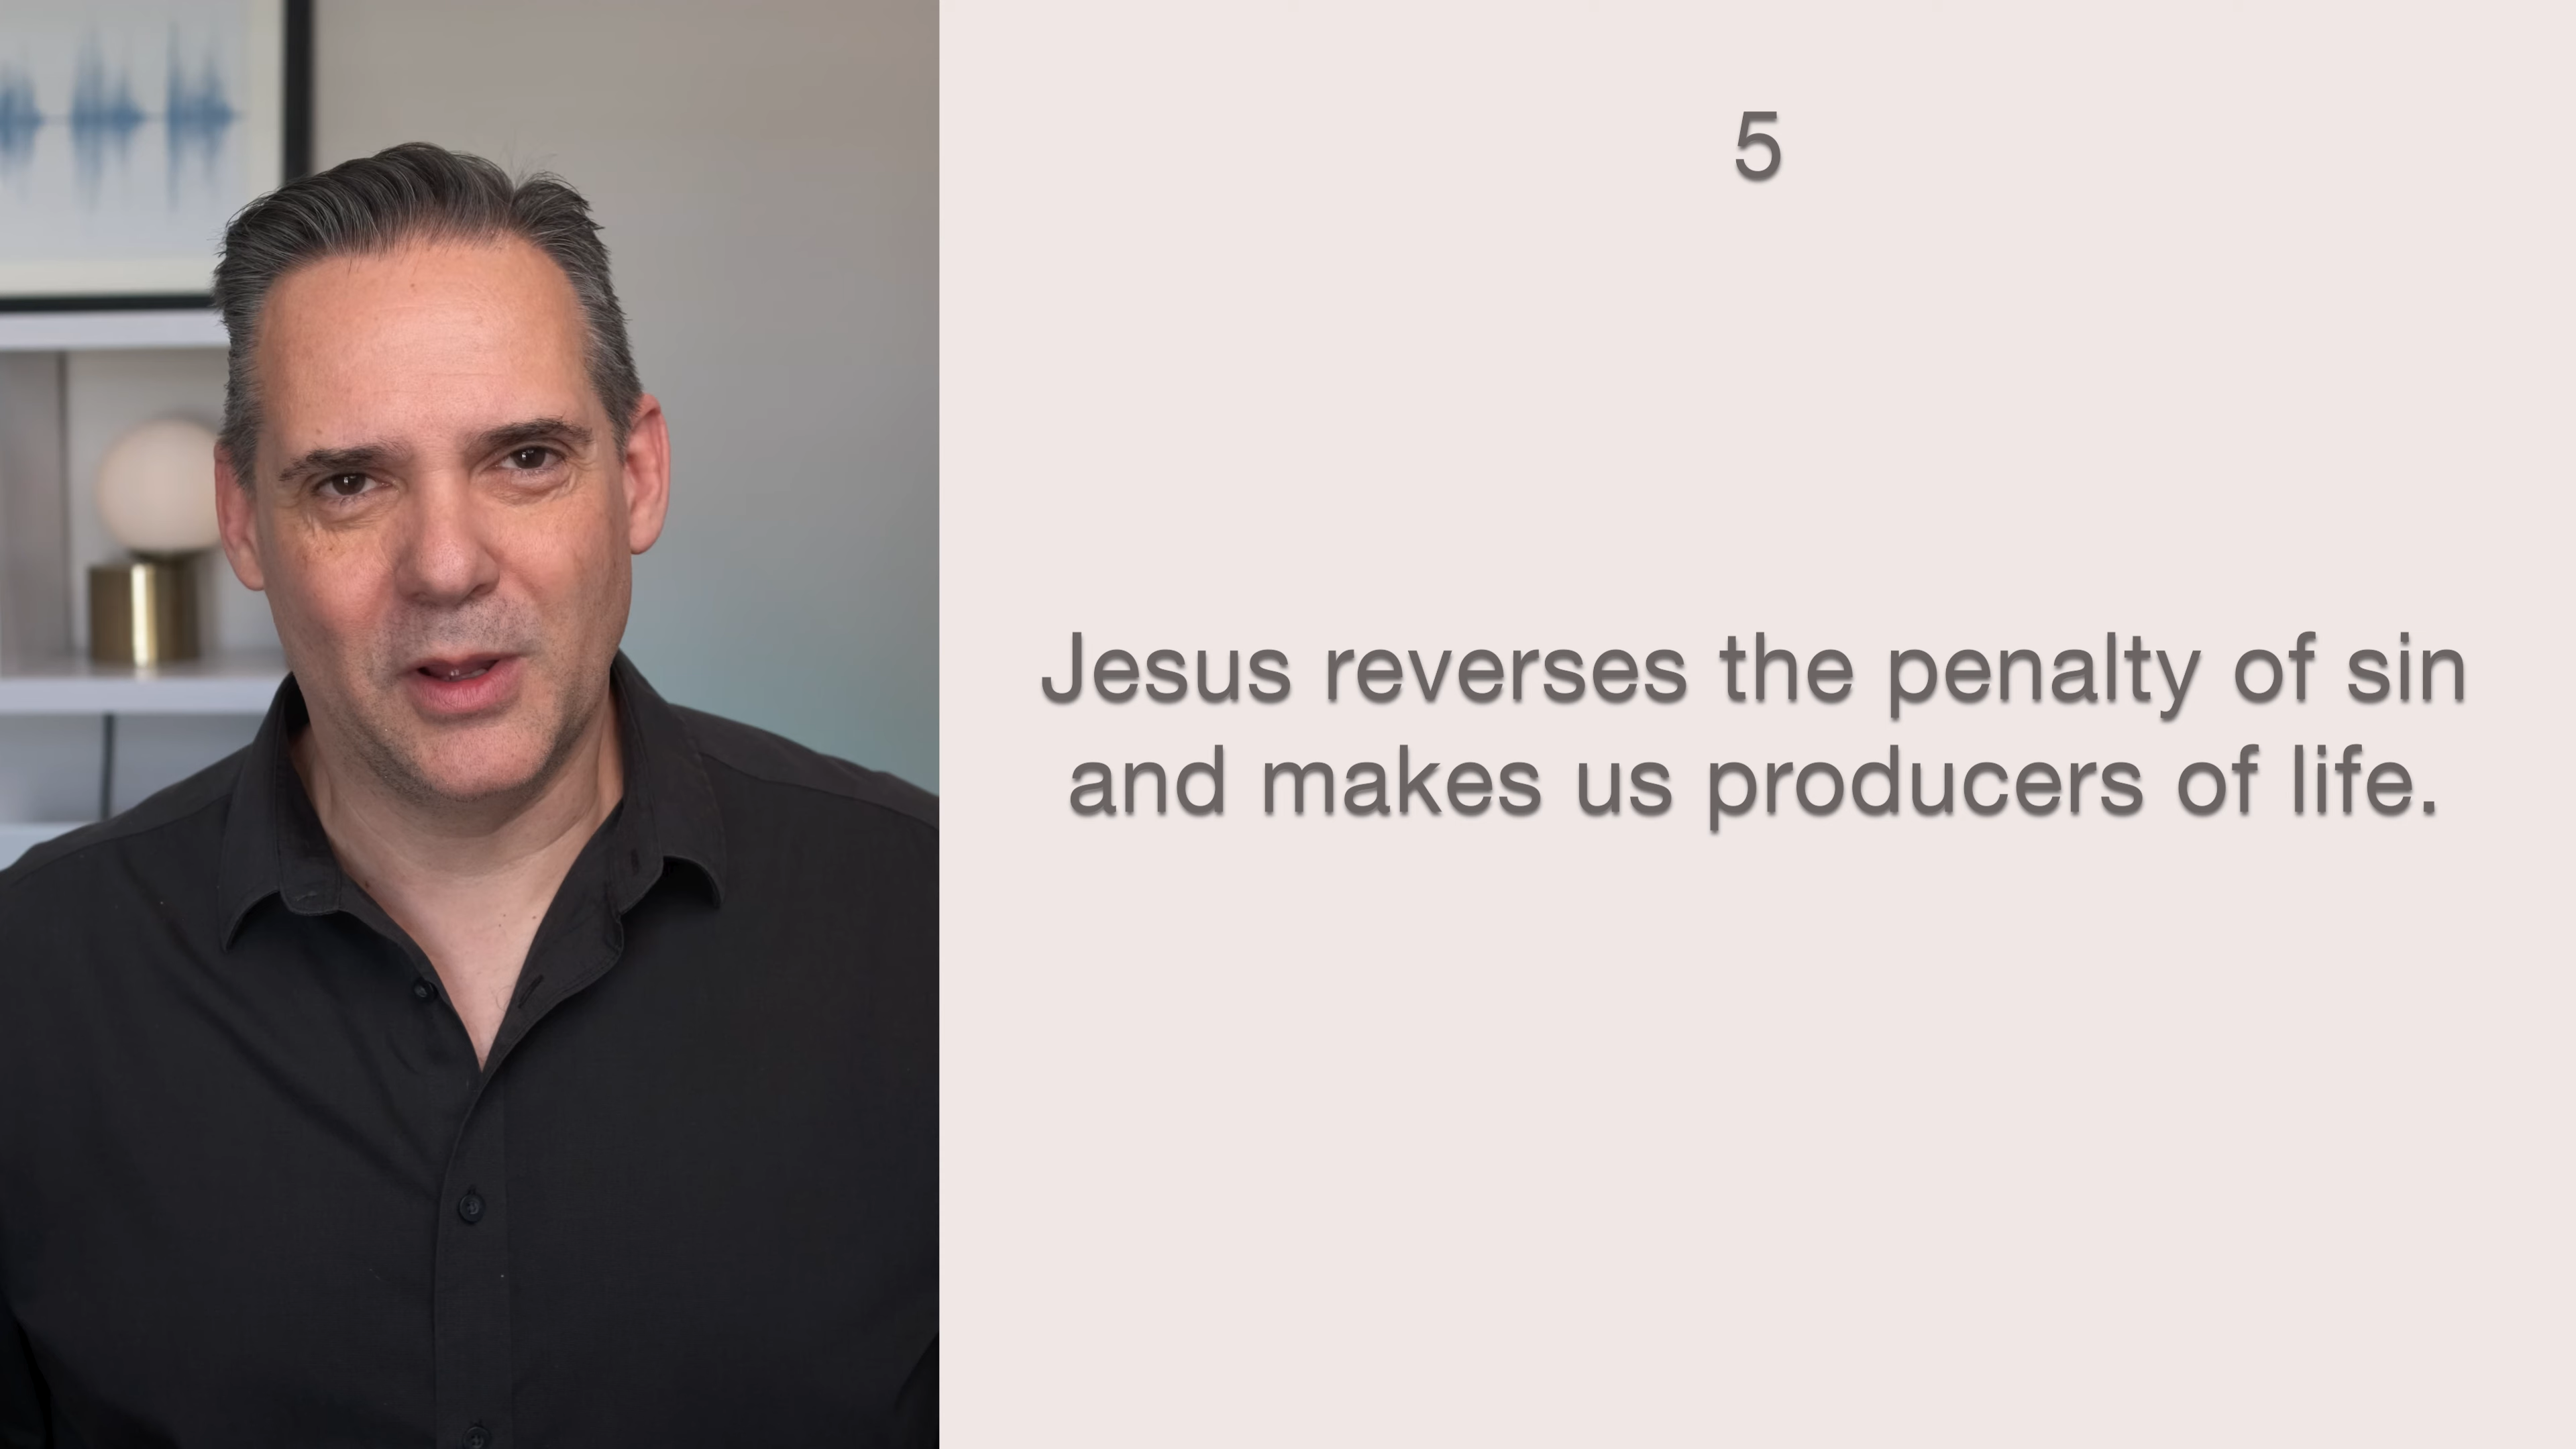 5
Jesus reverses the penalty of sin
and makes us producers of life.